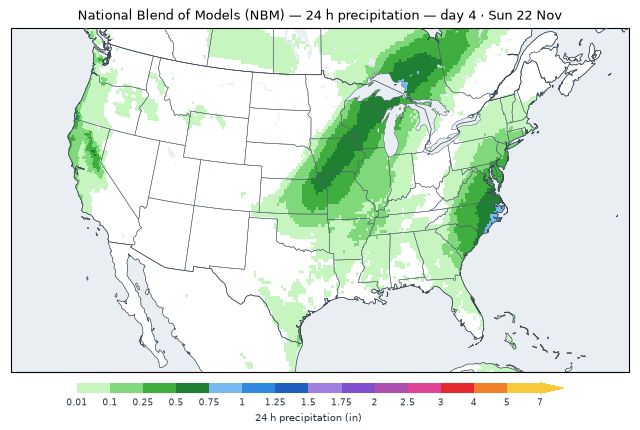 National Blend of Models (NBM) — 24 h precipitation — day 4 · Sun 22 Nov
0.01 0.1 0.25 0.5 0.75 1 1.25 1.5 1.75 2 2.5 3 4 5 7
24 h precipitation (in)